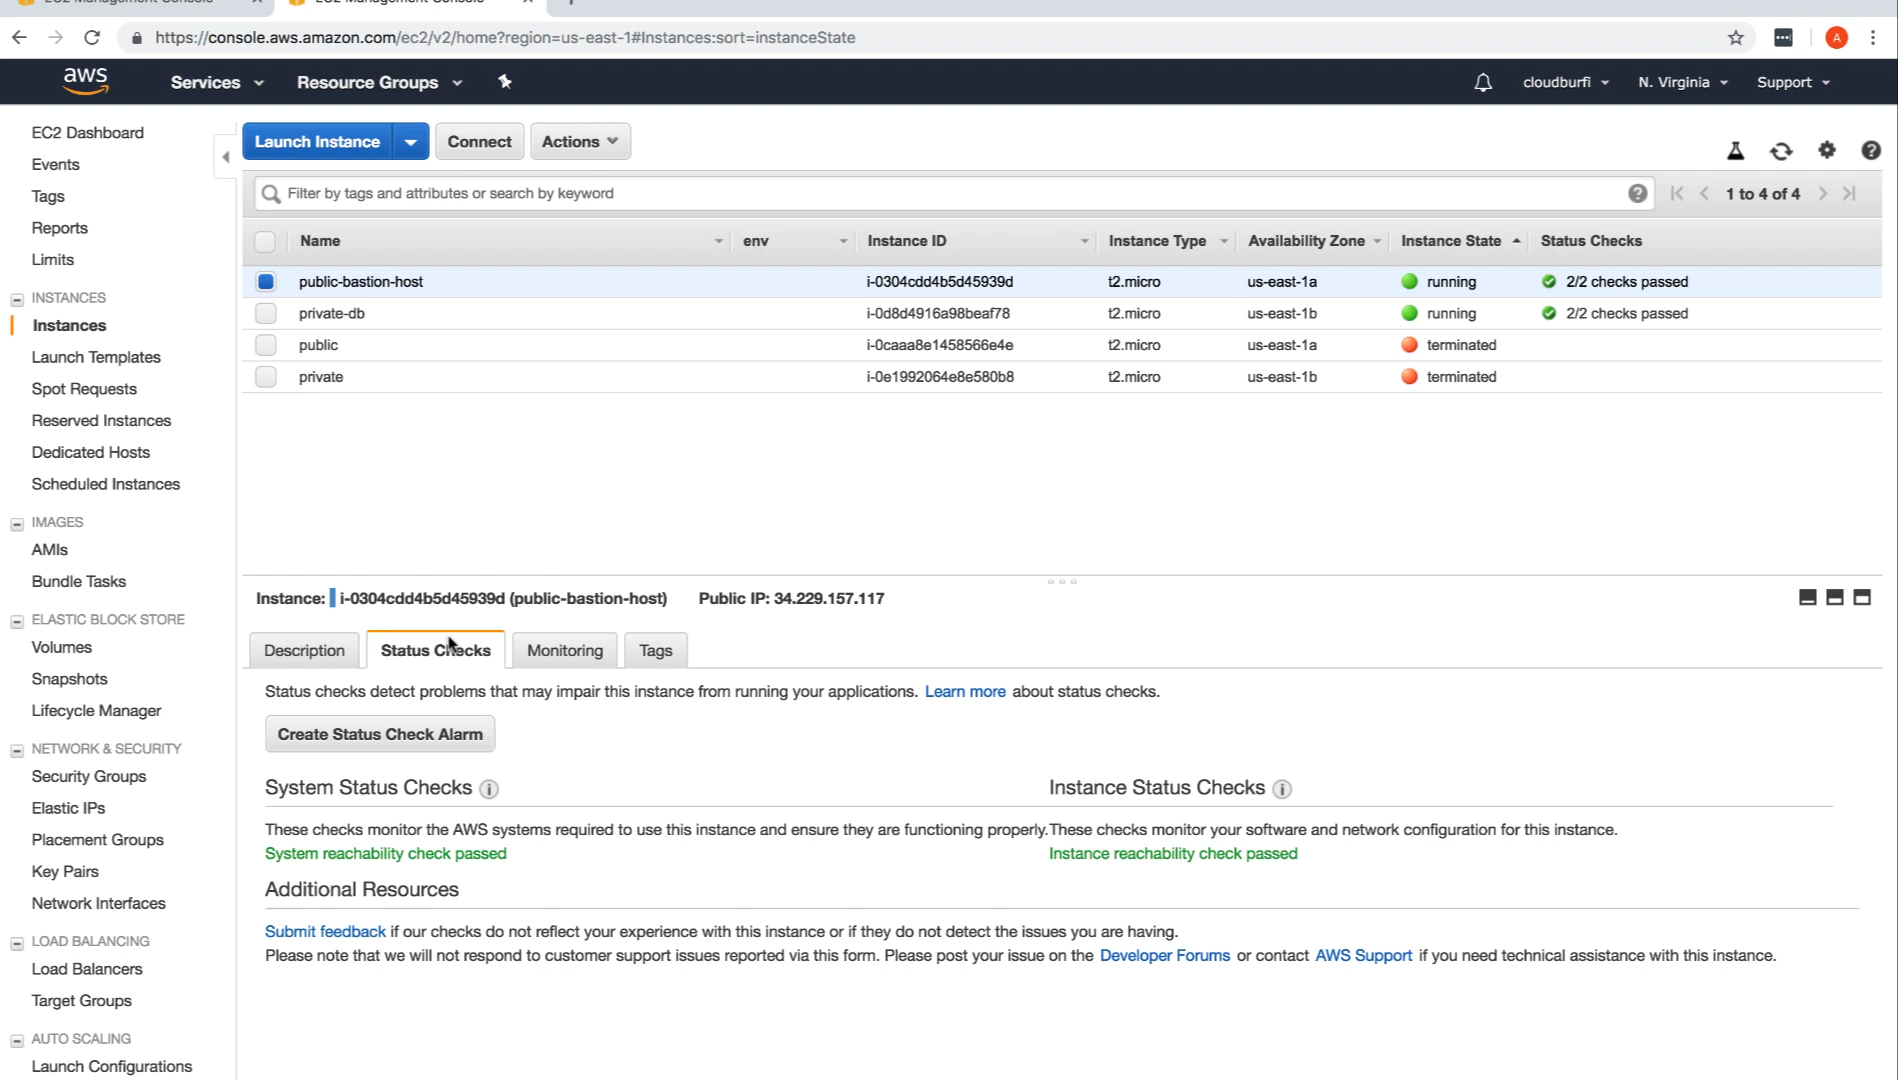 EC2 Management Console
EC2 Management Console
https://console.aws.amazon.com/ec2/v2/home?region=us-east-1#Instances:sort=instanceState
A
aws
Services
Resource Groups
cloudburfi
N. Virginia
Support
EC2 Dashboard
Events
Tags
Reports
Limits
INSTANCES
Instances
Launch Templates
Spot Requests
Reserved Instances
Dedicated Hosts
Scheduled Instances
IMAGES
AMIs
Bundle Tasks
ELASTIC BLOCK STORE
Volumes
Snapshots
Lifecycle Manager
NETWORK & SECURITY
Security Groups
Elastic IPs
Placement Groups
Key Pairs
Network Interfaces
LOAD BALANCING
Load Balancers
Target Groups
AUTO SCALING
Launch Configurations
Launch Instance
Connect
Actions
Filter by tags and attributes or search by keyword
1 to 4 of 4
Name env Instance ID Instance Type Availability Zone Instance State Status Checks
public-bastion-host i-0304cdd4b5d45939d t2.micro us-east-1a running 2/2 checks passed
private-db i-0d8d4916a98beaf78 t2.micro us-east-1b running 2/2 checks passed
public i-0caaa8e1458566e4e t2.micro us-east-1a terminated
private i-0e1992064e8e580b8 t2.micro us-east-1b terminated
Instance: i-0304cdd4b5d45939d (public-bastion-host) Public IP: 34.229.157.117
Description
Status Checks
Monitoring
Tags
Status checks detect problems that may impair this instance from running your applications. Learn more about status checks.
Create Status Check Alarm
System Status Checks
These checks monitor the AWS systems required to use this instance and ensure they are functioning properly.
System reachability check passed
Instance Status Checks
These checks monitor your software and network configuration for this instance.
Instance reachability check passed
Additional Resources
Submit feedback if our checks do not reflect your experience with this instance or if they do not detect the issues you are having.
Please note that we will not respond to customer support issues reported via this form. Please post your issue on the Developer Forums or contact AWS Support if you need technical assistance with this instance.